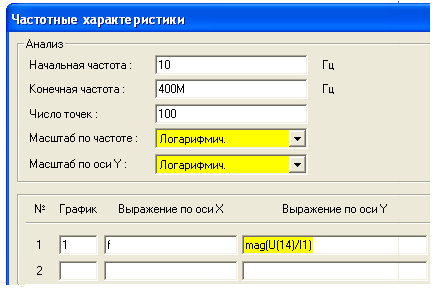 Частотные характеристики
Анализ
Начальная частота : 10 Гц
Конечная частота : 400М Гц
Число точек : 100
Масштаб по частоте : Логарифмич.
Масштаб по оси Y : Логарифмич.
№ График Выражение по оси X Выражение по оси Y
1 1 f mag(U(14)/I1)
2